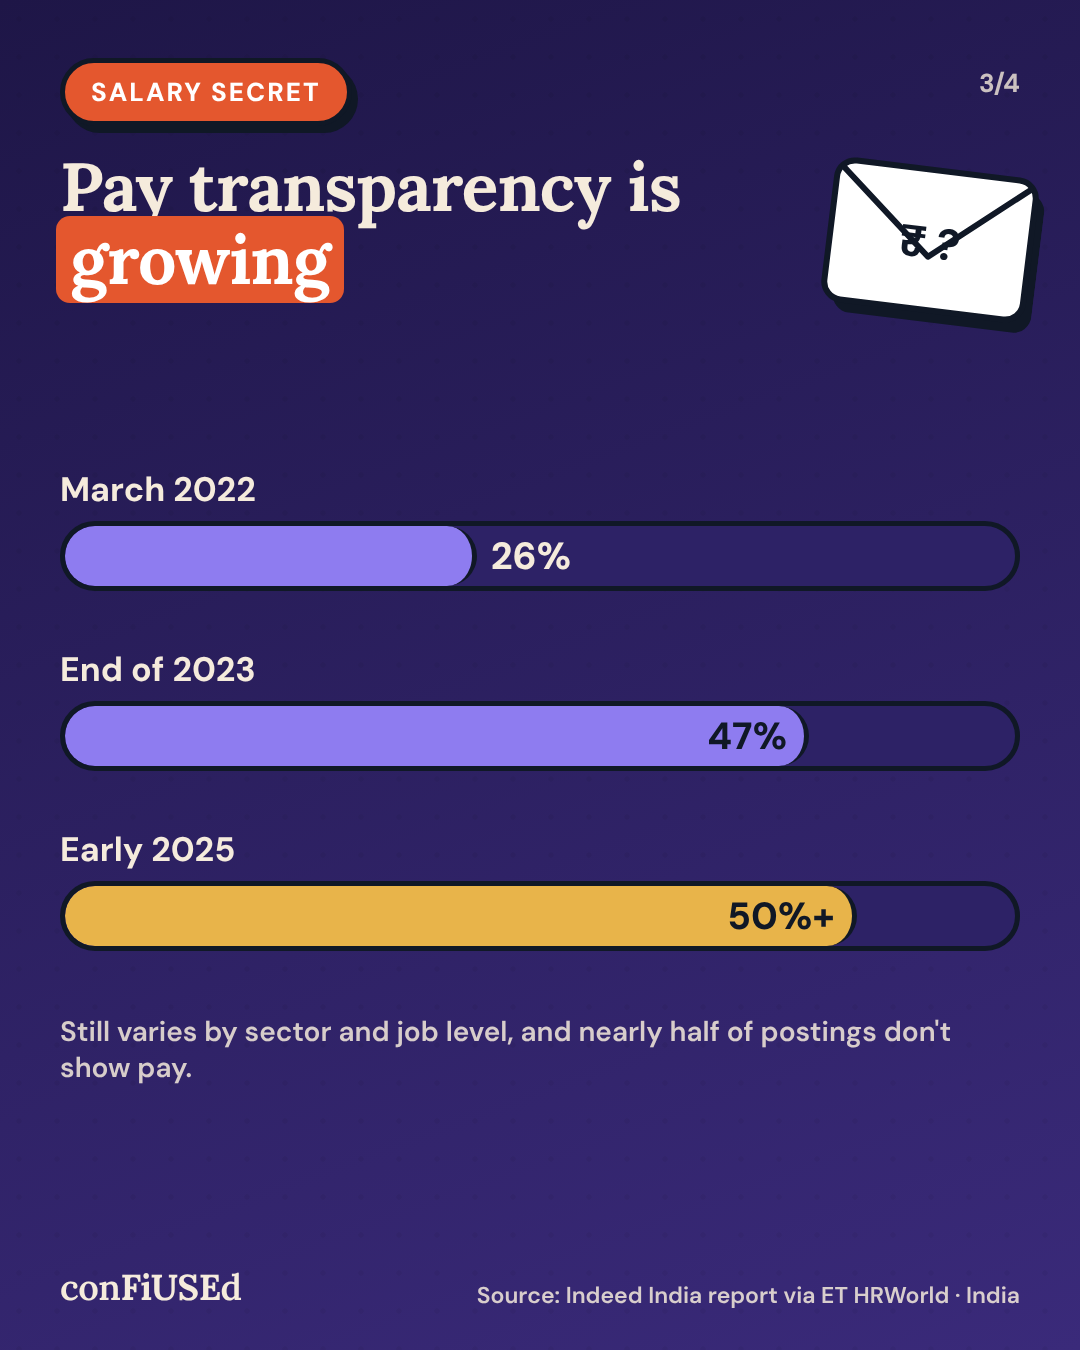 SALARY SECRET
3/4
Pay transparency is
growing
₹?
March 2022
26%
End of 2023
47%
Early 2025
50%+
Still varies by sector and job level, and nearly half of postings don't
show pay.
conFiUSEd
Source: Indeed India report via ET HRWorld · India